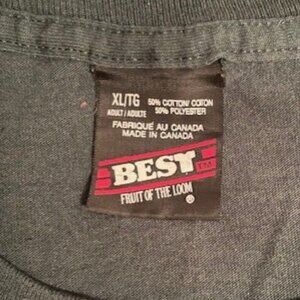 XL/TG
ADULT/ADULTE
50% COTTON/COTON
50% POLYESTER
FABRIQUÉ AU CANADA
MADE IN CANADA
BEST
FRUIT OF THE LOOM
®